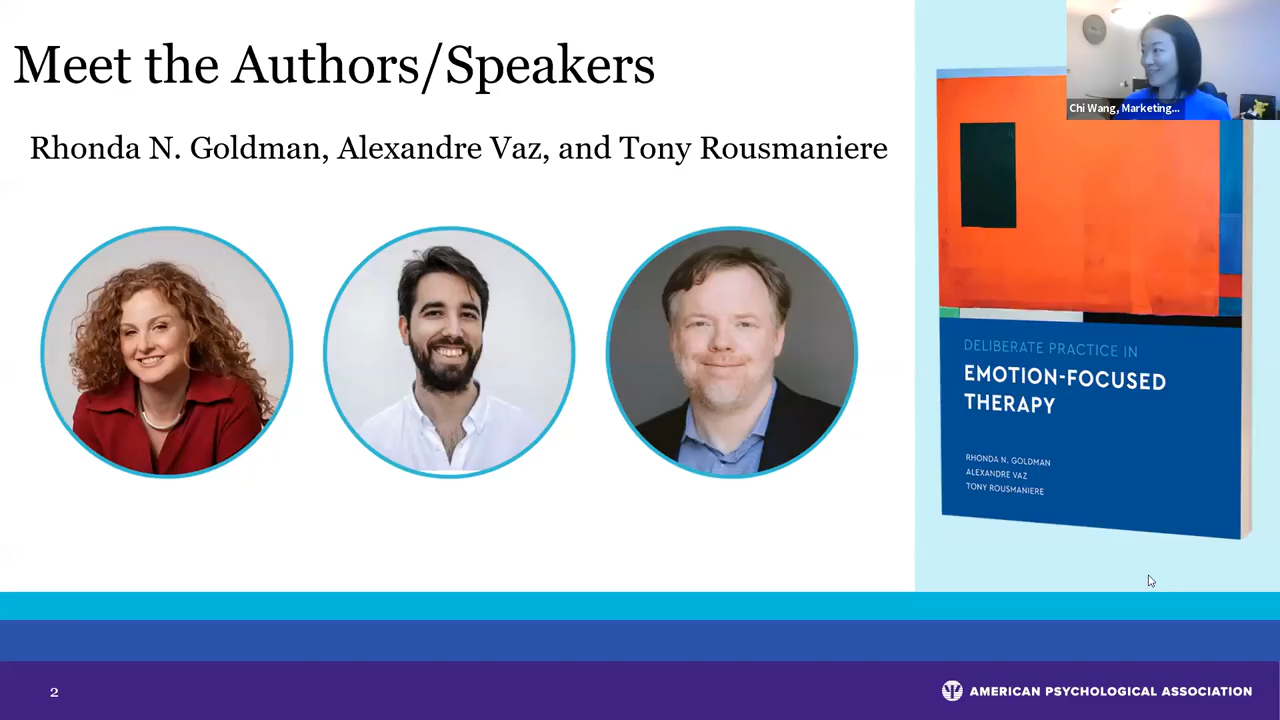 Meet the Authors/Speakers
Rhonda N. Goldman, Alexandre Vaz, and Tony Rousmaniere
Chi Wang, Marketing...
DELIBERATE PRACTICE IN
EMOTION-FOCUSED
THERAPY
RHONDA N. GOLDMAN
ALEXANDRE VAZ
TONY ROUSMANIERE
2
AMERICAN PSYCHOLOGICAL ASSOCIATION